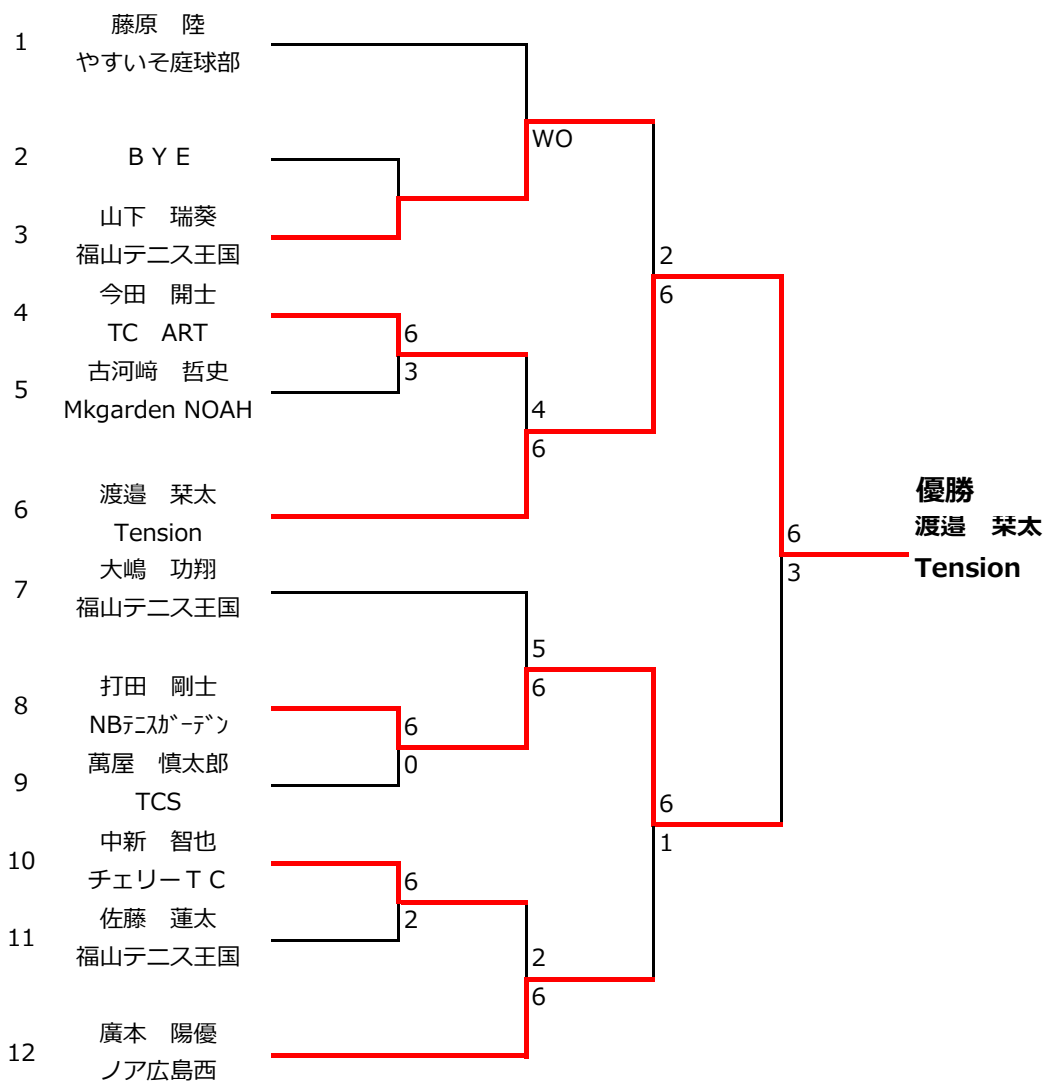 1
藤原　陸
やすいそ庭球部
WO
2
ＢＹＥ
3
山下　瑞葵
福山テニス王国
2
6
4
今田　開士
TC　ART
6
3
5
古河﨑　哲史
Mkgarden NOAH
4
6
6
渡邉　栞太
Tension
6
3
優勝
渡邉　栞太
Tension
7
大嶋　功翔
福山テニス王国
5
6
8
打田　剛士
NBﾃﾆｽｶﾞｰﾃﾞﾝ
6
0
9
萬屋　慎太郎
TCS
6
1
10
中新　智也
チェリーＴＣ
6
2
11
佐藤　蓮太
福山テニス王国
2
6
12
廣本　陽優
ノア広島西